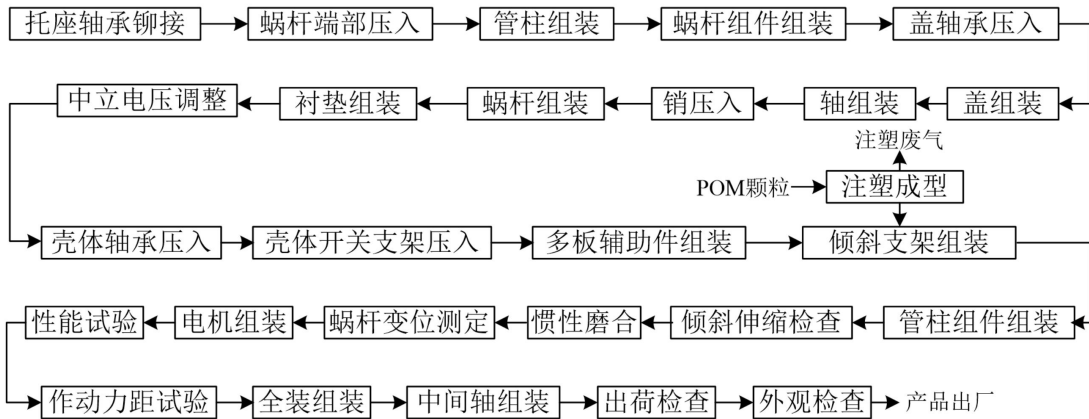 托座轴承铆接 蜗杆端部压入 管柱组装 蜗杆组件组装 盖轴承压入
中立电压调整 衬垫组装 蜗杆组装 销压入 轴组装 盖组装
注塑废气
POM颗粒 注塑成型
壳体轴承压入 壳体开关支架压入 多板辅助件组装 倾斜支架组装
性能试验 电机组装 蜗杆变位测定 惯性磨合 倾斜伸缩检查 管柱组件组装
作动力距试验 全装组装 中间轴组装 出荷检查 外观检查 产品出厂